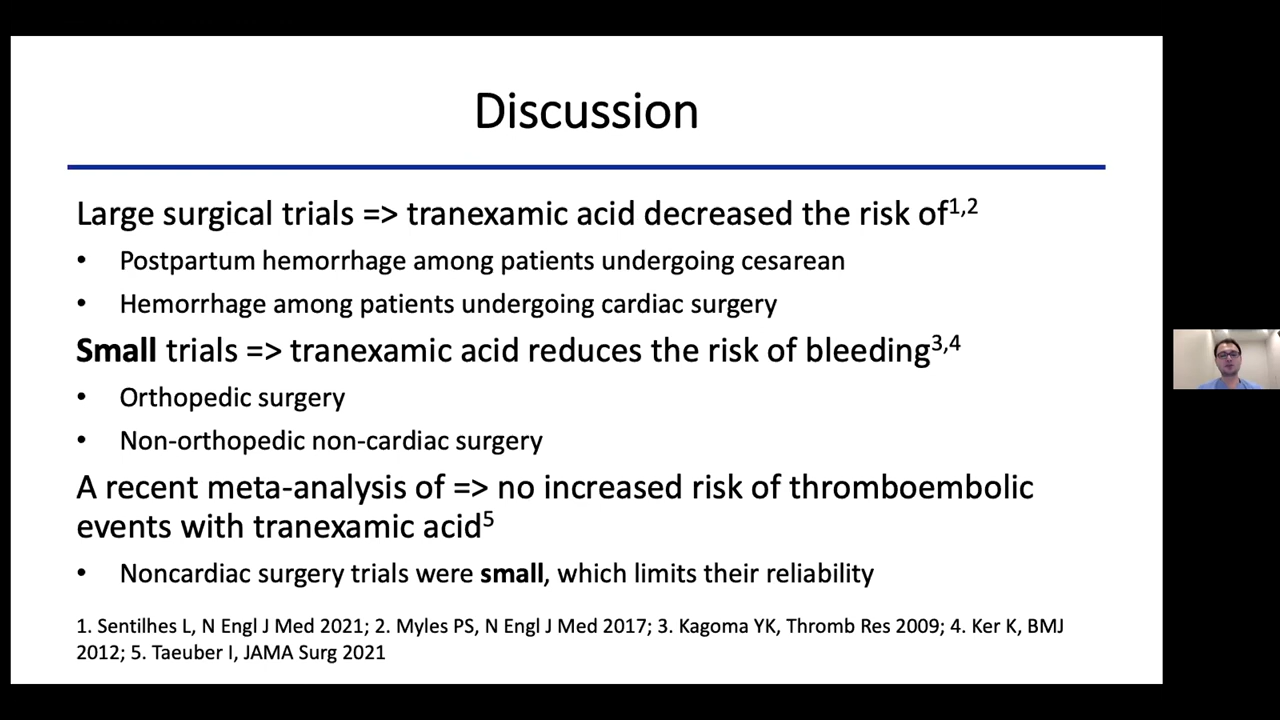 Discussion
Large surgical trials => tranexamic acid decreased the risk of1,2
• Postpartum hemorrhage among patients undergoing cesarean
• Hemorrhage among patients undergoing cardiac surgery
Small trials => tranexamic acid reduces the risk of bleeding3,4
• Orthopedic surgery
• Non-orthopedic non-cardiac surgery
A recent meta-analysis of => no increased risk of thromboembolic
events with tranexamic acid5
• Noncardiac surgery trials were small, which limits their reliability
1. Sentilhes L, N Engl J Med 2021; 2. Myles PS, N Engl J Med 2017; 3. Kagoma YK, Thromb Res 2009; 4. Ker K, BMJ
2012; 5. Taeuber I, JAMA Surg 2021